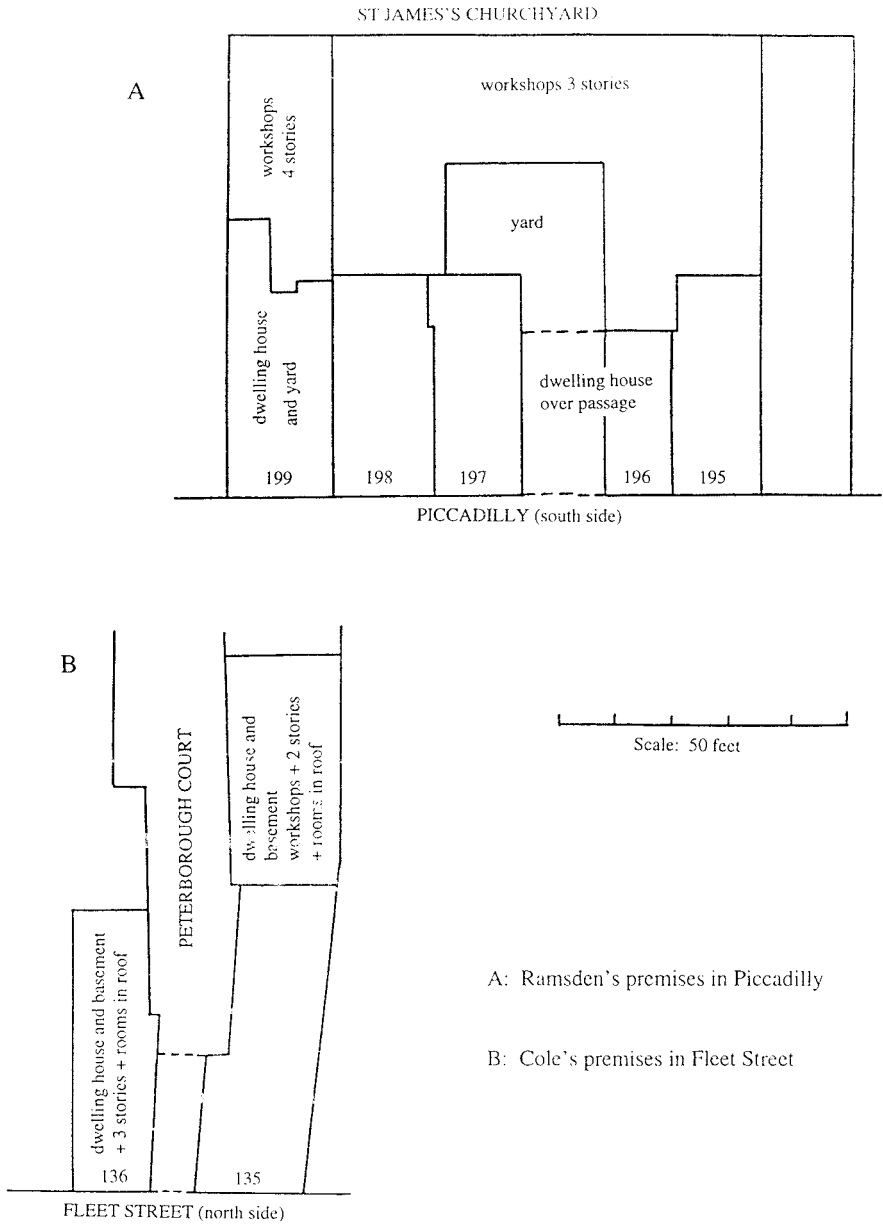 ST JAMES'S CHURCHYARD
A
workshops
4 stories
workshops 3 stories
yard
dwelling house
and yard
dwelling house
over passage
199
198
197
196
195
PICCADILLY (south side)
B
PETERBOROUGH COURT
dwelling house and
basement
workshops + 2 stories
+ rooms in roof
Scale: 50 feet
dwelling house and basement
+ 3 stories + rooms in roof
A: Ramsden's premises in Piccadilly
B: Cole's premises in Fleet Street
136
135
FLEET STREET (north side)